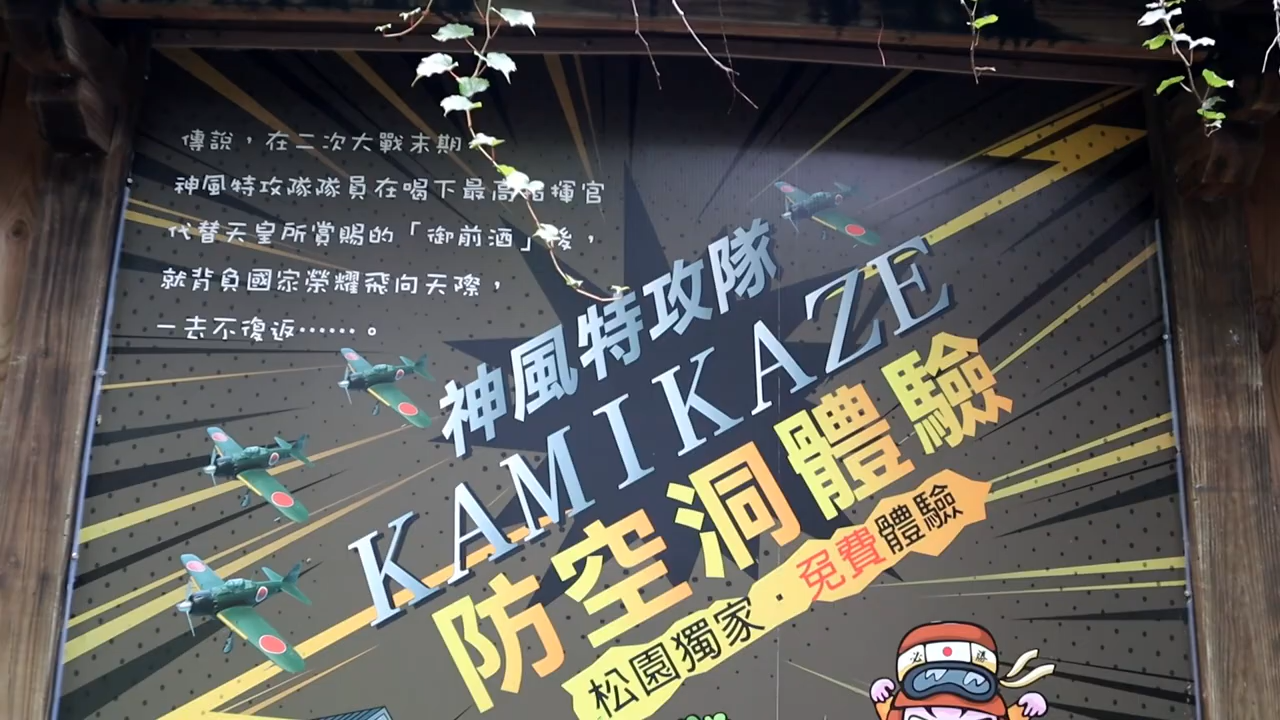 傳說，在二次大戰末期
神風特攻隊隊員在喝下最高指揮官
代替天皇所賞賜的「御前酒」後，
就背負國家榮耀飛向天際，
一去不復返……。
神風特攻隊
KAMIKAZE
防空洞體驗
松園獨家·免費體驗
必勝